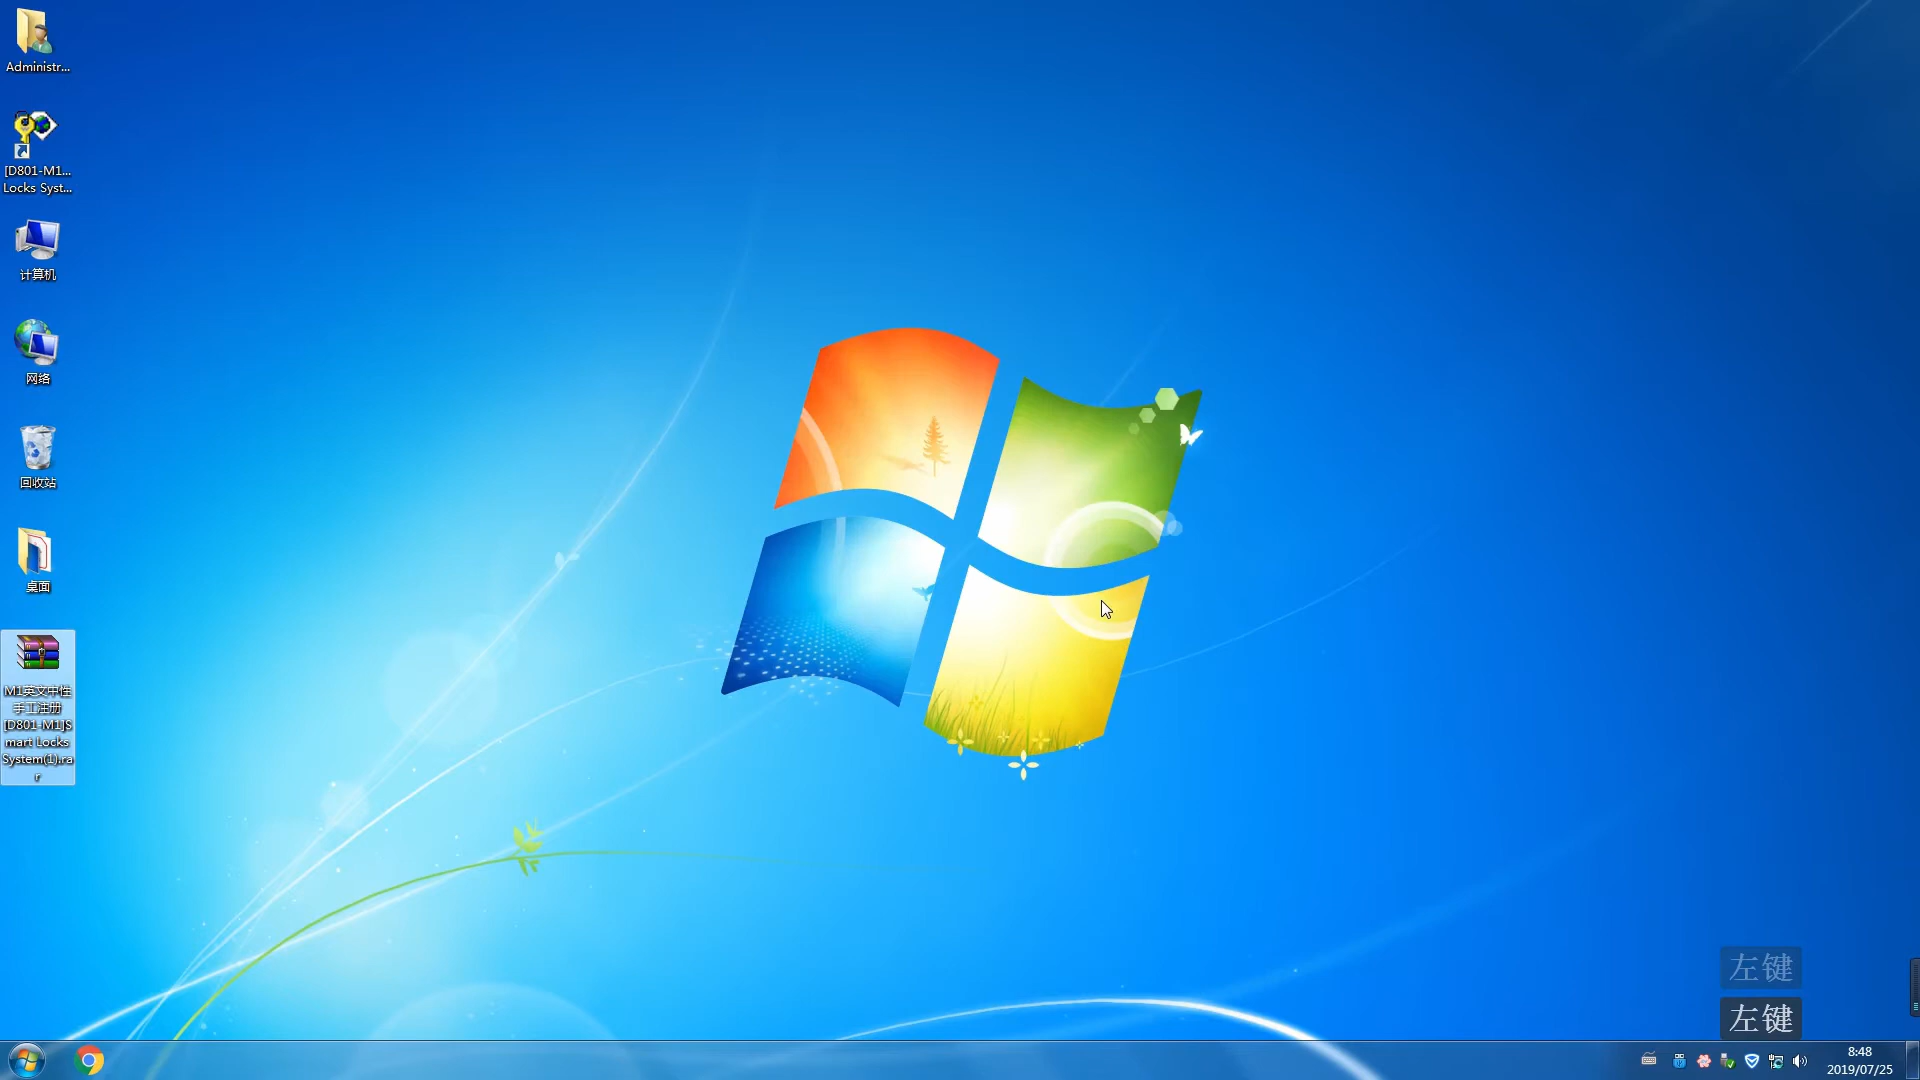 Administr...
[D801-M1...
Locks Syst...
计算机
网络
回收站
桌面
M1英文中性
手工注册
[D801-M1]S
mart Locks
System(1).ra
r
左键
左键
8:48
2019/07/25